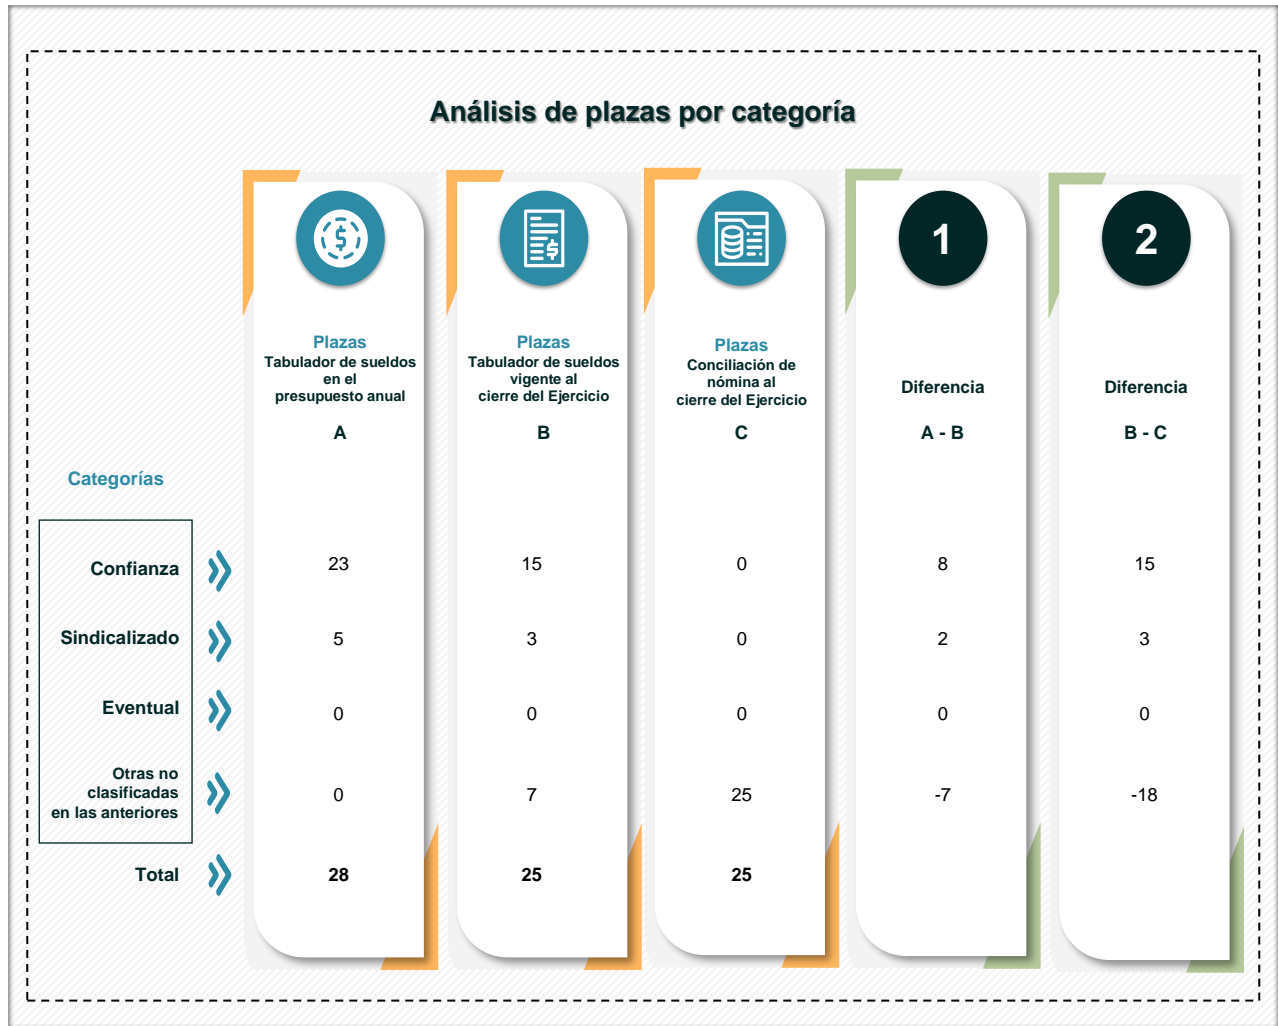 Análisis de plazas por categoría
1
2
Plazas
Tabulador de sueldos
en el
presupuesto anual
A
Plazas
Tabulador de sueldos
vigente al
cierre del Ejercicio
B
Plazas
Conciliación de
nómina al
cierre del Ejercicio
C
Diferencia
A - B
Diferencia
B - C
Categorías
Confianza 23 15 0 8 15
Sindicalizado 5 3 0 2 3
Eventual 0 0 0 0 0
Otras no
clasificadas
en las anteriores
0 7 25 -7 -18
Total 28 25 25